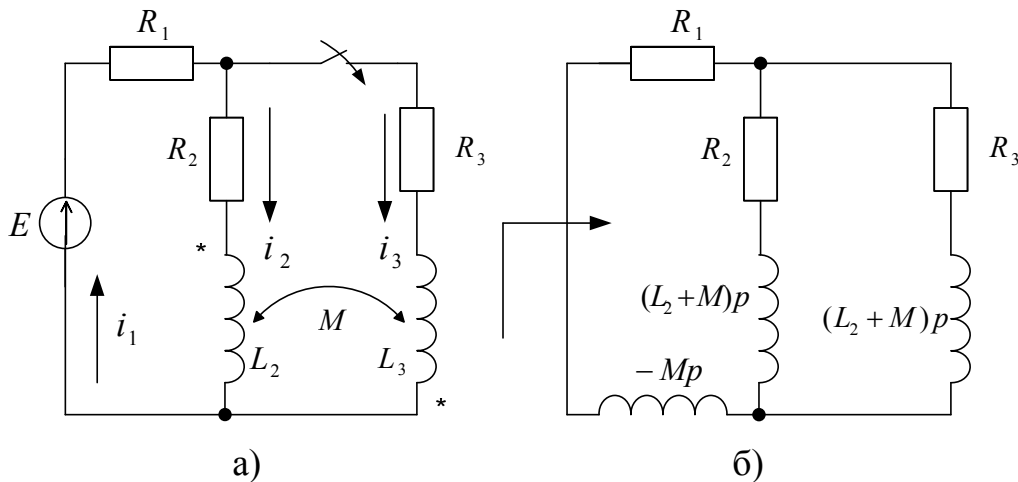 R₁
R₂
R₃
E
*
i₂
i₃
M
i₁
L₂
L₃
*
а)
R₁
R₂
R₃
(L₂+M)p
(L₂+M)p
−Mp
б)